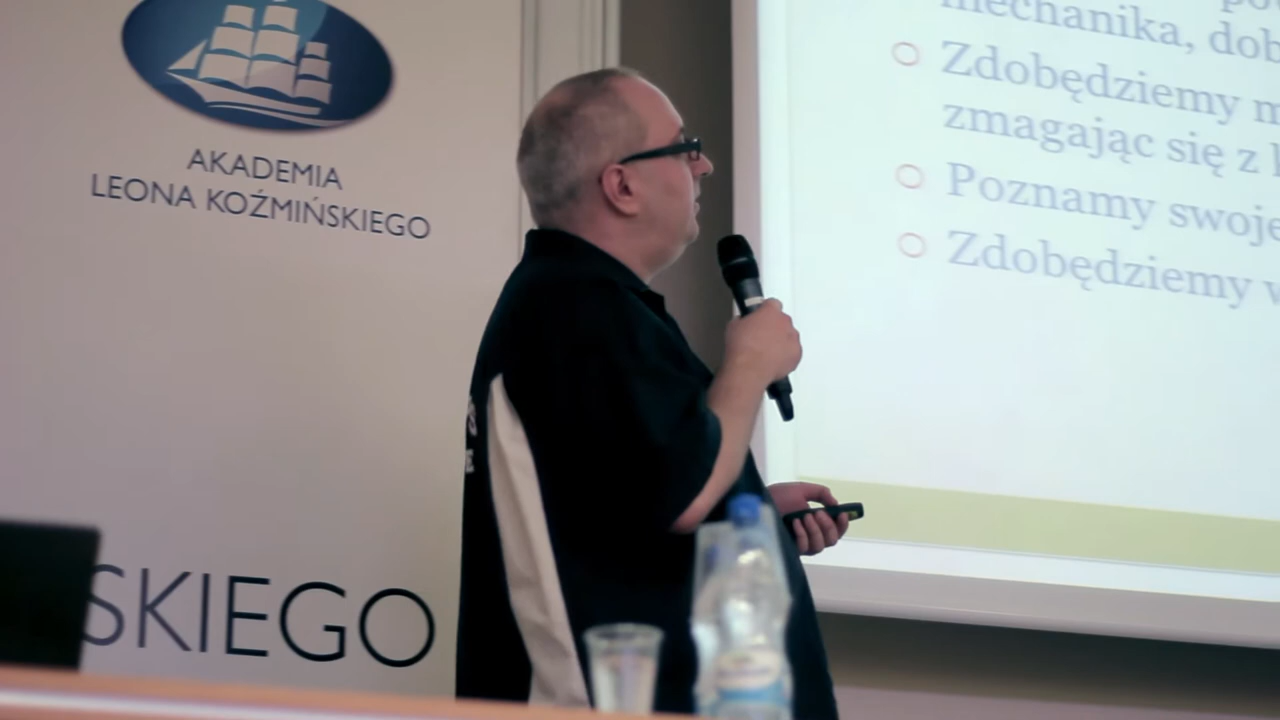 AKADEMIA
LEONA KOŹMIŃSKIEGO
SKIEGO
mechanika, dob
Zdobędziemy m
zmagając się z
Poznamy swoje
Zdobędziemy w